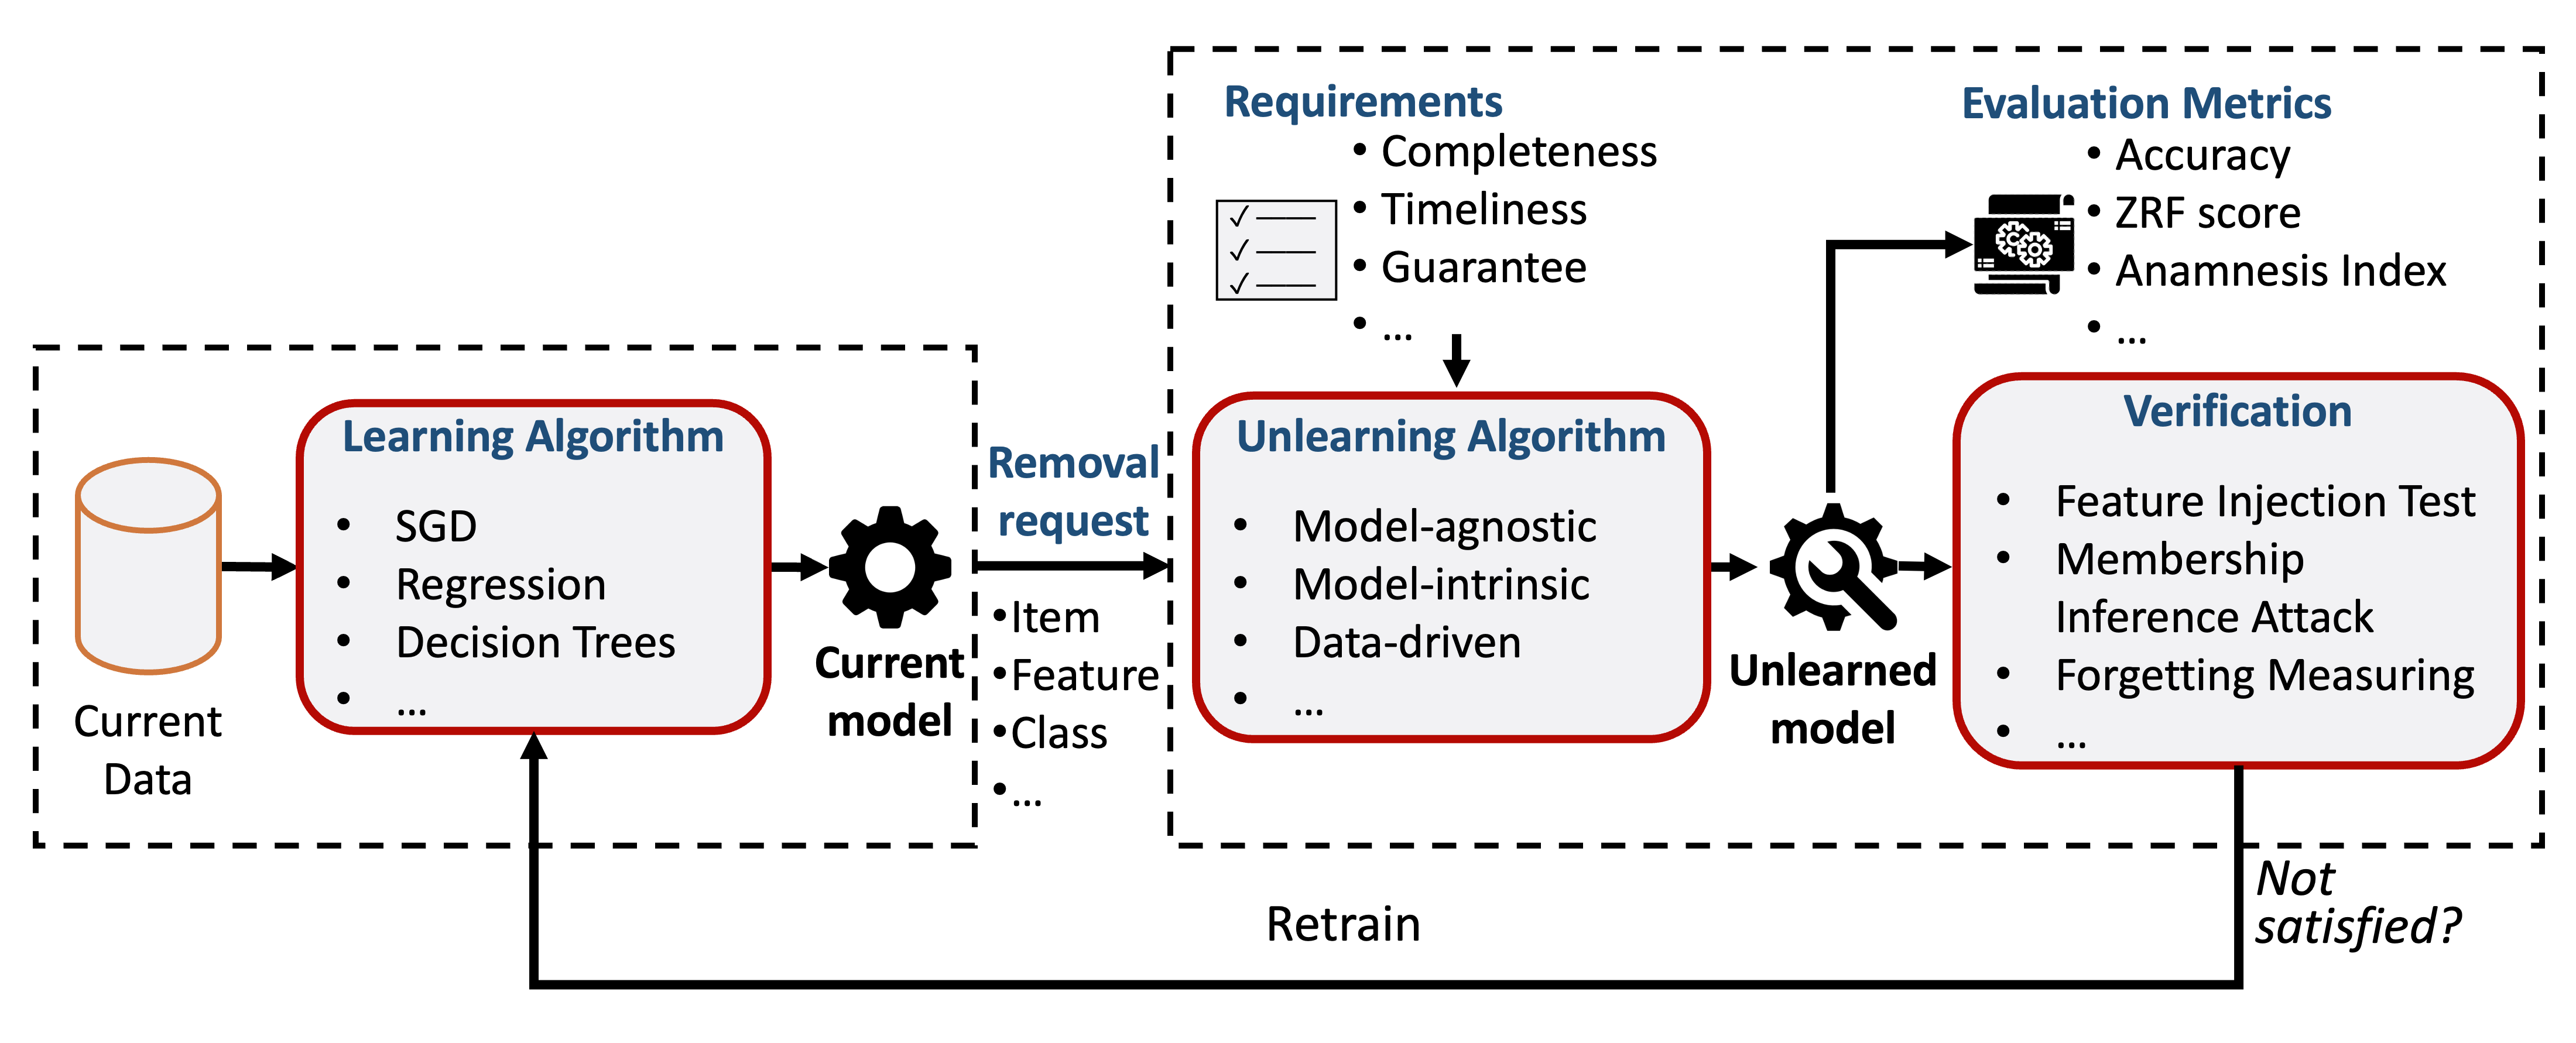 Requirements
• Completeness
• Timeliness
• Guarantee
• ...
Evaluation Metrics
• Accuracy
• ZRF score
• Anamnesis Index
• ...
Current
Data
Learning Algorithm
• SGD
• Regression
• Decision Trees
• ...
Current
model
Removal
request
•Item
•Feature
•Class
•...
Unlearning Algorithm
• Model-agnostic
• Model-intrinsic
• Data-driven
• ...
Unlearned
model
Verification
• Feature Injection Test
• Membership
Inference Attack
• Forgetting Measuring
• ...
Not
satisfied?
Retrain